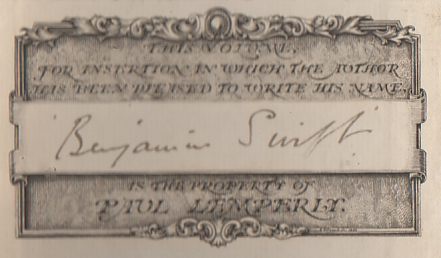 THIS VOLUME,
FOR INSERTION IN WHICH THE AUTHOR
HAS BEEN PLEASED TO WRITE HIS NAME,
'Benjamin Swift'
IS THE PROPERTY OF
PAUL LEMPERLY.